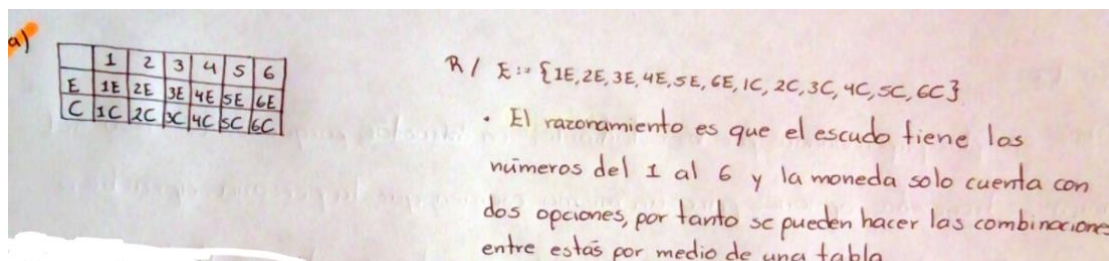 a)
1 2 3 4 5 6
E 1E 2E 3E 4E 5E 6E
C 1C 2C 3C 4C 5C 6C
R/ E:= {1E, 2E, 3E, 4E, 5E, 6E, 1C, 2C, 3C, 4C, 5C, 6C}
• El razonamiento es que el escudo tiene los
números del 1 al 6 y la moneda solo cuenta con
dos opciones, por tanto se pueden hacer las combinaciones
entre estás por medio de una tabla